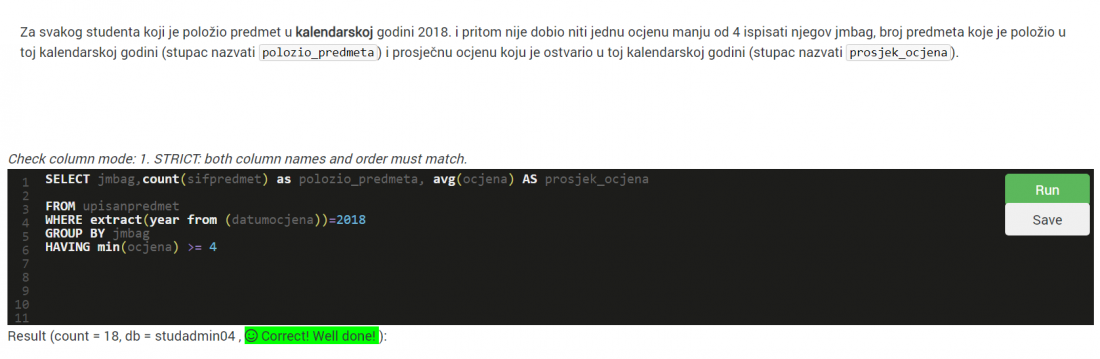 Za svakog studenta koji je položio predmet u kalendarskoj godini 2018. i pritom nije dobio niti jednu ocjenu manju od 4 ispisati njegov jmbag, broj predmeta koje je položio u
toj kalendarskoj godini (stupac nazvati polozio_predmeta) i prosječnu ocjenu koju je ostvario u toj kalendarskoj godini (stupac nazvati prosjek_ocjena).
Check column mode: 1. STRICT: both column names and order must match.
1 SELECT jmbag,count(sifpredmet) as polozio_predmeta, avg(ocjena) AS prosjek_ocjena
2
3 FROM upisanpredmet
4 WHERE extract(year from (datumocjena))=2018
5 GROUP BY jmbag
6 HAVING min(ocjena) >= 4
7
8
9
10
11
Run
Save
Result (count = 18, db = studadmin04 , Correct! Well done!):